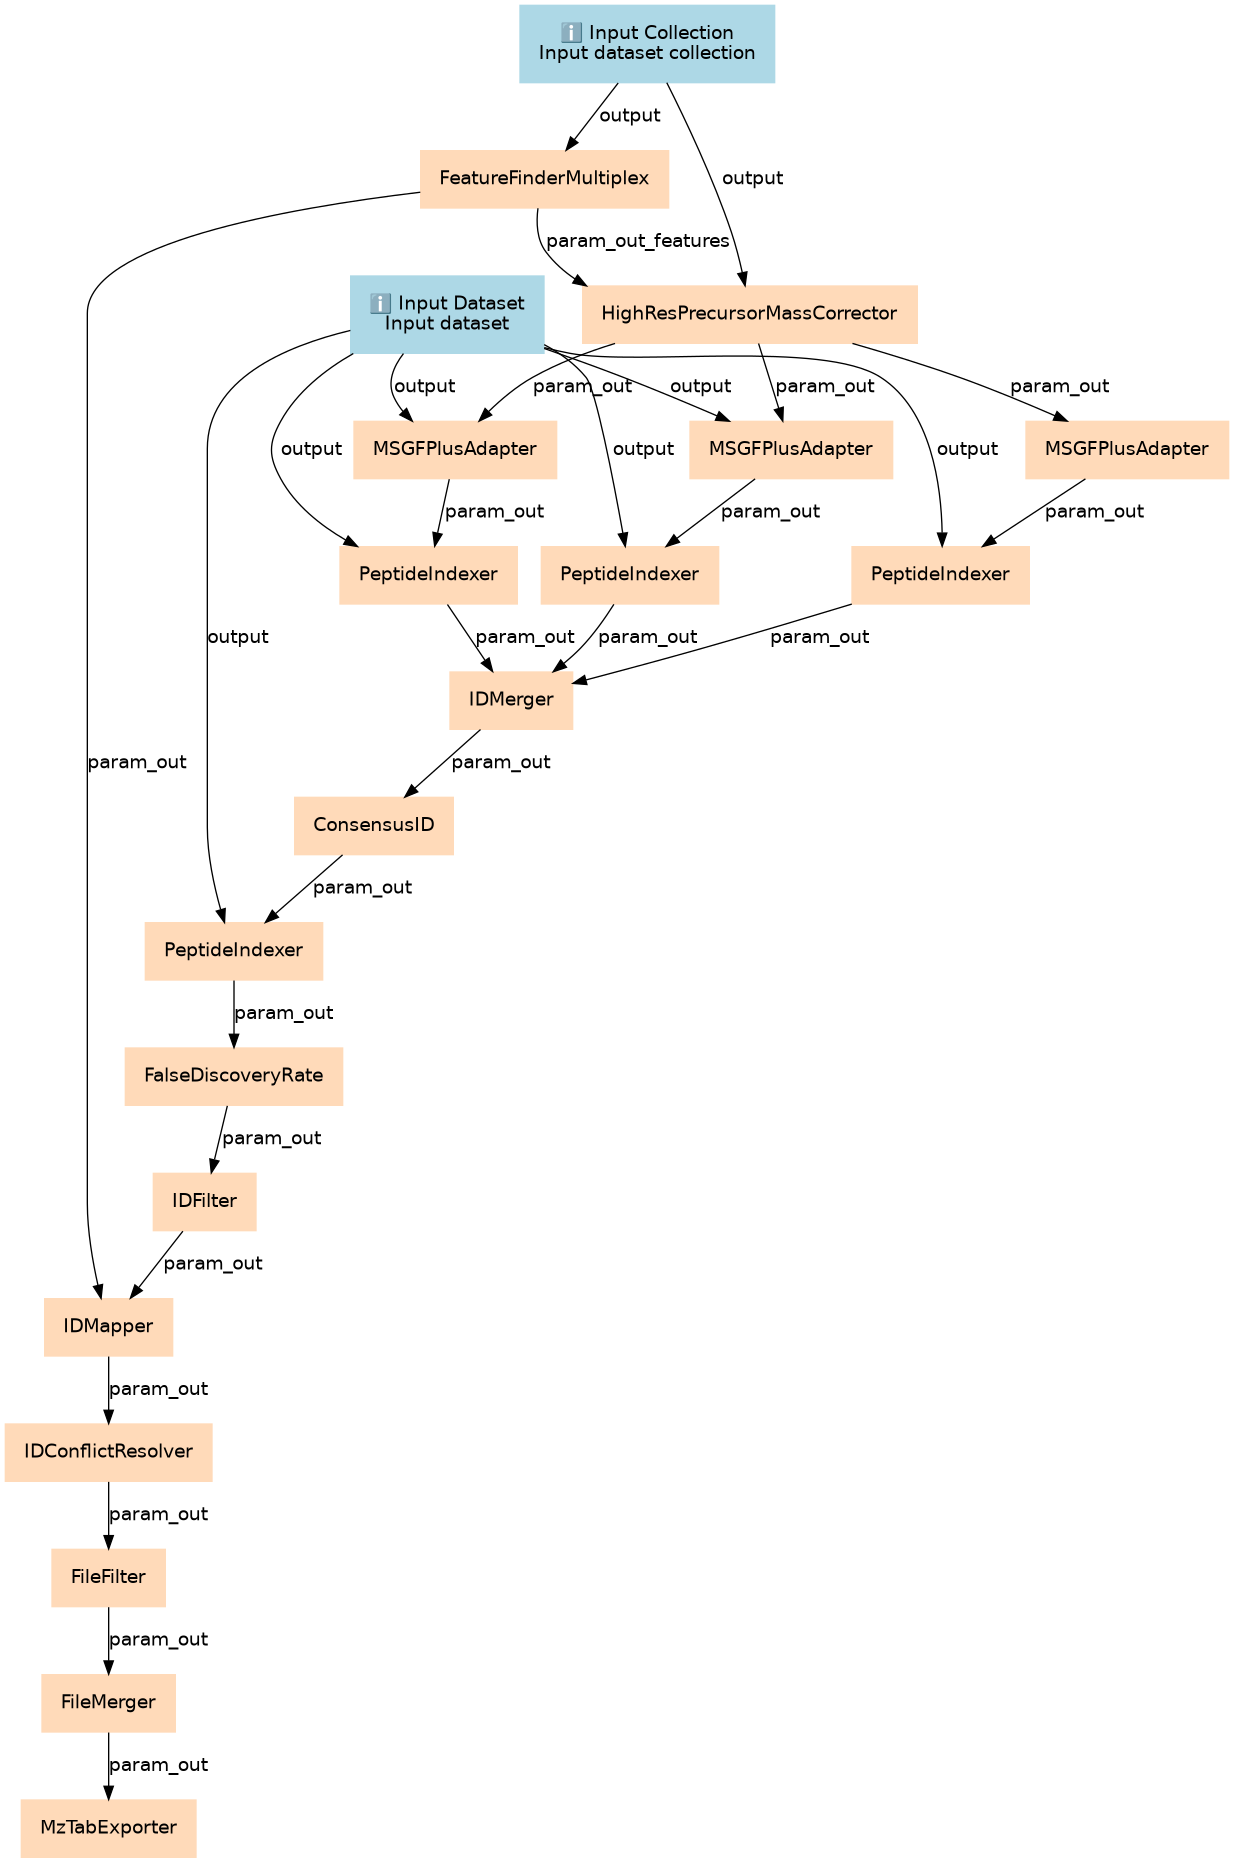 ℹ️ Input Collection
Input dataset collection
output
FeatureFinderMultiplex
output
param_out_features
ℹ️ Input Dataset
Input dataset
HighResPrecursorMassCorrector
output
param_out
output
param_out
param_out
output
MSGFPlusAdapter
output
MSGFPlusAdapter
output
MSGFPlusAdapter
param_out
param_out
param_out
PeptideIndexer
PeptideIndexer
PeptideIndexer
output
param_out
param_out
param_out
IDMerger
param_out
param_out
ConsensusID
param_out
PeptideIndexer
param_out
FalseDiscoveryRate
param_out
IDFilter
param_out
IDMapper
param_out
IDConflictResolver
param_out
FileFilter
param_out
FileMerger
param_out
MzTabExporter